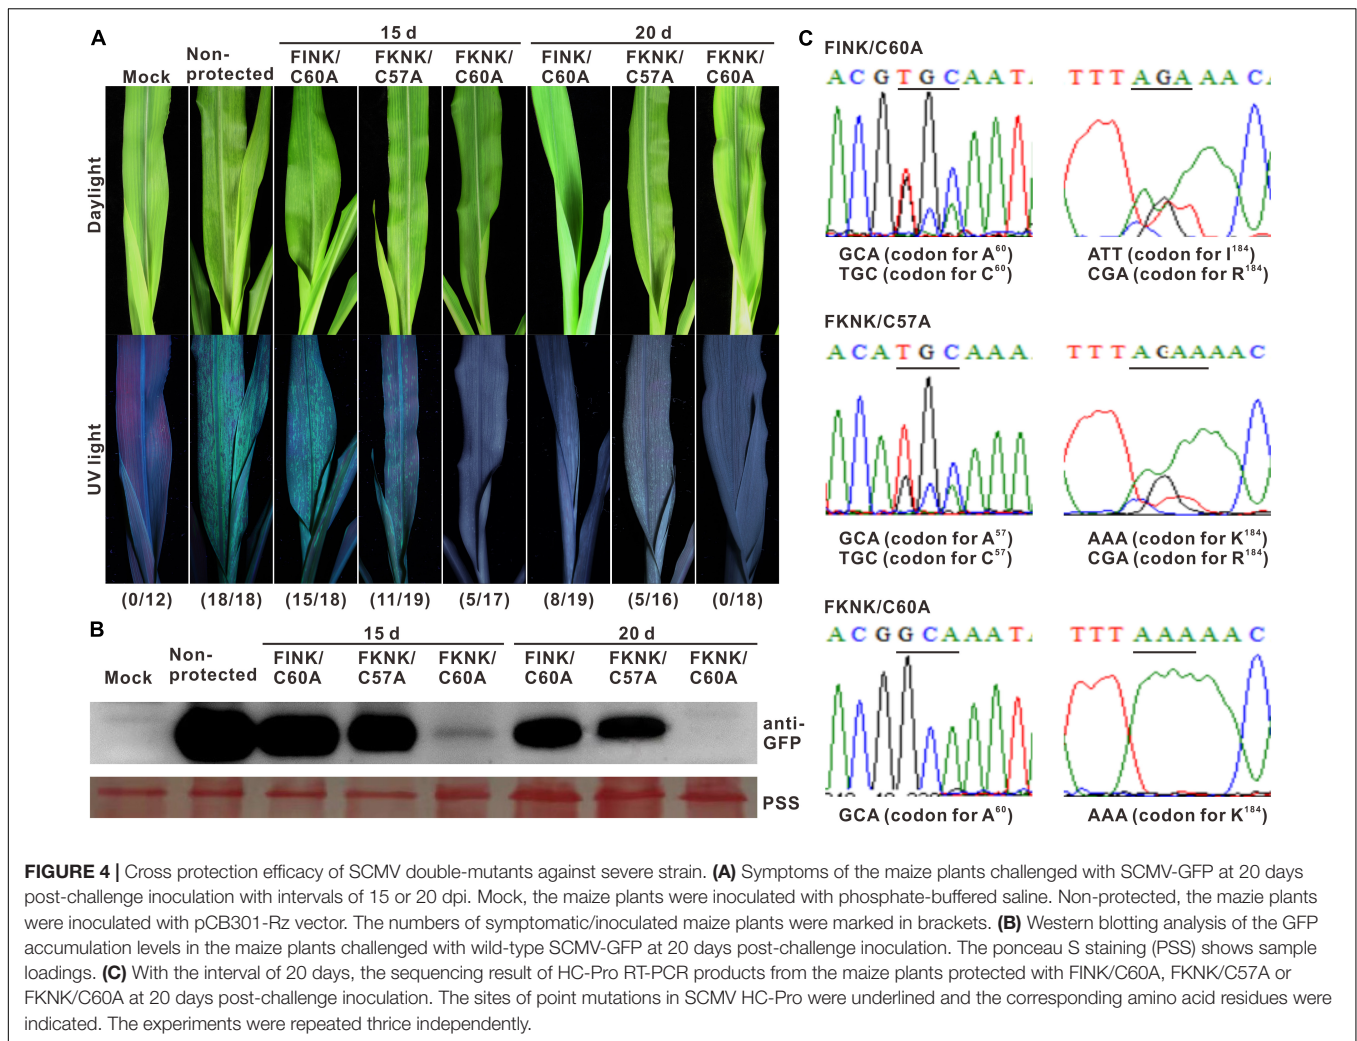 A
15 d
20 d
Mock
Non-
protected
FINK/
C60A
FKNK/
C57A
FKNK/
C60A
FINK/
C60A
FKNK/
C57A
FKNK/
C60A
Daylight
UV light
(0/12)
(18/18)
(15/18)
(11/19)
(5/17)
(8/19)
(5/16)
(0/18)
B
15 d
20 d
Mock
Non-
protected
FINK/
C60A
FKNK/
C57A
FKNK/
C60A
FINK/
C60A
FKNK/
C57A
FKNK/
C60A
anti-
GFP
PSS
C
FINK/C60A
A C G T G C A A T
T T T A G A A A C
GCA (codon for A60)
TGC (codon for C60)
ATT (codon for I184)
CGA (codon for R184)
FKNK/C57A
A C A T G C A A A
T T T A G A A A A C
GCA (codon for A57)
TGC (codon for C57)
AAA (codon for K184)
CGA (codon for R184)
FKNK/C60A
A C G G C A A A T
T T T A A A A A C
GCA (codon for A60)
AAA (codon for K184)
FIGURE 4 | Cross protection efficacy of SCMV double-mutants against severe strain. (A) Symptoms of the maize plants challenged with SCMV-GFP at 20 days
post-challenge inoculation with intervals of 15 or 20 dpi. Mock, the maize plants were inoculated with phosphate-buffered saline. Non-protected, the mazie plants
were inoculated with pCB301-Rz vector. The numbers of symptomatic/inoculated maize plants were marked in brackets. (B) Western blotting analysis of the GFP
accumulation levels in the maize plants challenged with wild-type SCMV-GFP at 20 days post-challenge inoculation. The ponceau S staining (PSS) shows sample
loadings. (C) With the interval of 20 days, the sequencing result of HC-Pro RT-PCR products from the maize plants protected with FINK/C60A, FKNK/C57A or
FKNK/C60A at 20 days post-challenge inoculation. The sites of point mutations in SCMV HC-Pro were underlined and the corresponding amino acid residues were
indicated. The experiments were repeated thrice independently.